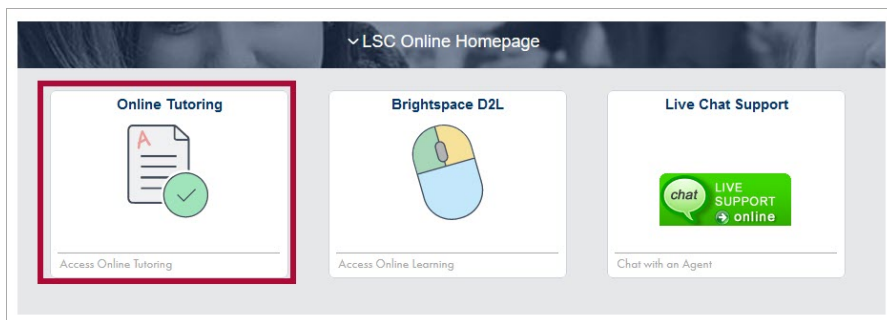 LSC Online Homepage
Online Tutoring
A
Access Online Tutoring
Brightspace D2L
Access Online Learning
Live Chat Support
chat
LIVE
SUPPORT
online
Chat with an Agent